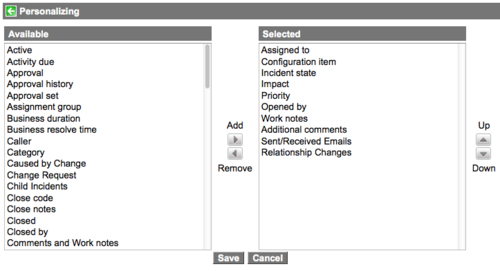 Personalizing
Available
Active
Activity due
Approval
Approval history
Approval set
Assignment group
Business duration
Business resolve time
Caller
Category
Caused by Change
Change Request
Child Incidents
Close code
Close notes
Closed
Closed by
Comments and Work notes
Add
Remove
Selected
Assigned to
Configuration item
Incident state
Impact
Priority
Opened by
Work notes
Additional comments
Sent/Received Emails
Relationship Changes
Up
Down
Save
Cancel